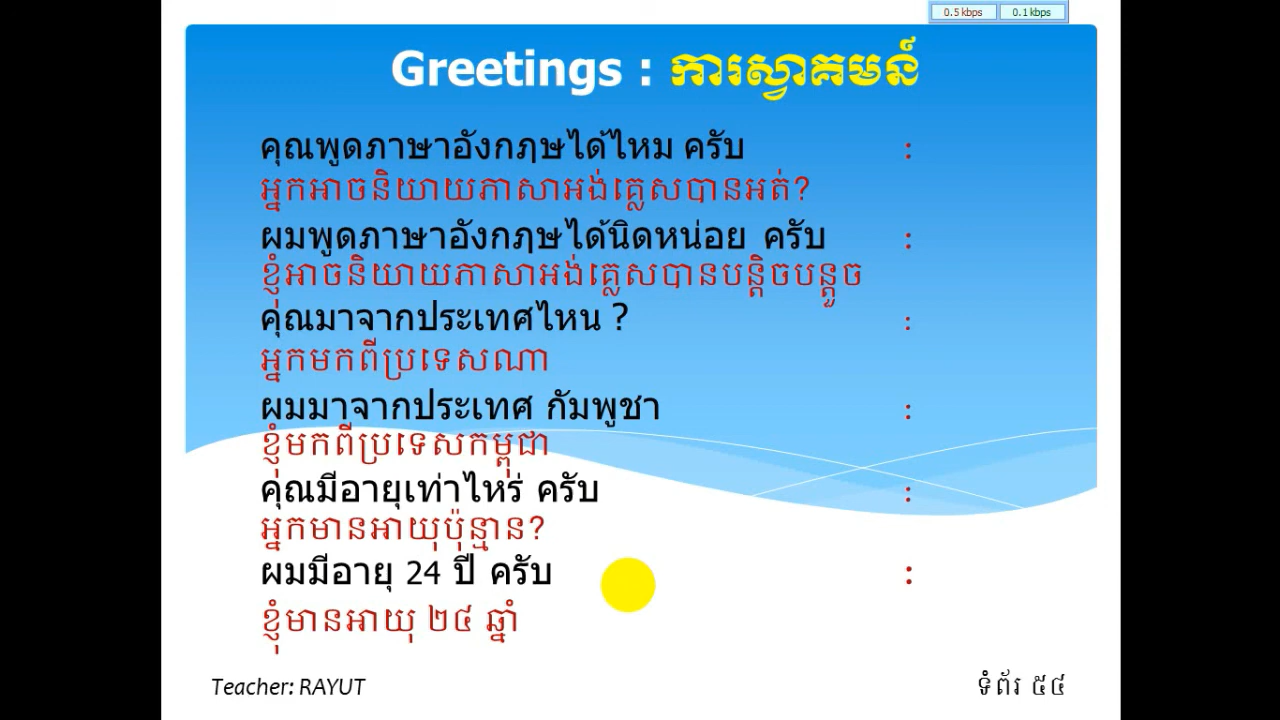 0.5 kbps 0.1 kbps
Greetings : ការស្វាគមន៍
คุณพูดภาษาอังกฤษได้ไหม ครับ :
អ្នកអាចនិយាយភាសាអង់គ្លេសបានអត់?
ผมพูดภาษาอังกฤษได้นิดหน่อย ครับ :
ខ្ញុំអាចនិយាយភាសាអង់គ្លេសបានបន្តិចបន្តួច
คุณมาจากประเทศไหน ? :
អ្នកមកពីប្រទេសណា
ผมมาจากประเทศ กัมพูชา :
ខ្ញុំមកពីប្រទេសកម្ពុជា
คุณมีอายุเท่าไหร่ ครับ :
អ្នកមានអាយុប៉ុន្មាន?
ผมมีอายุ 24 ปี ครับ :
ខ្ញុំមានអាយុ ២៤ ឆ្នាំ
Teacher: RAYUT ទំព័រ ៥៤